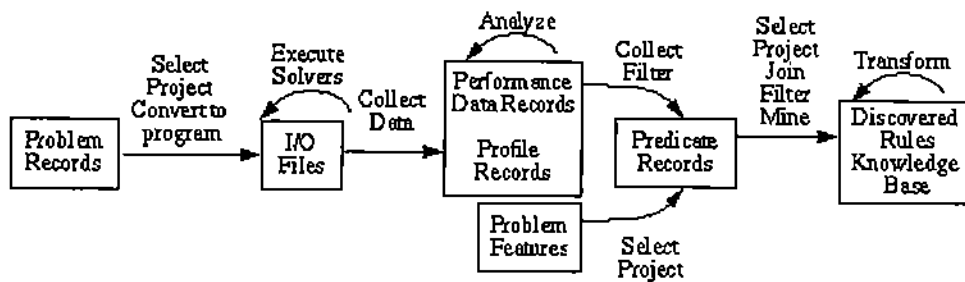 Problem
Records
Select
Project
Convert to
program
I/O
Files
Execute
Solvers
Collect
Data
Analyze
Performance
Data Records
Profile
Records
Problem
Features
Collect
Filter
Select
Project
Predicate
Records
Select
Project
Join
Filter
Mine
Transform
Discovered
Rules
Knowledge
Base